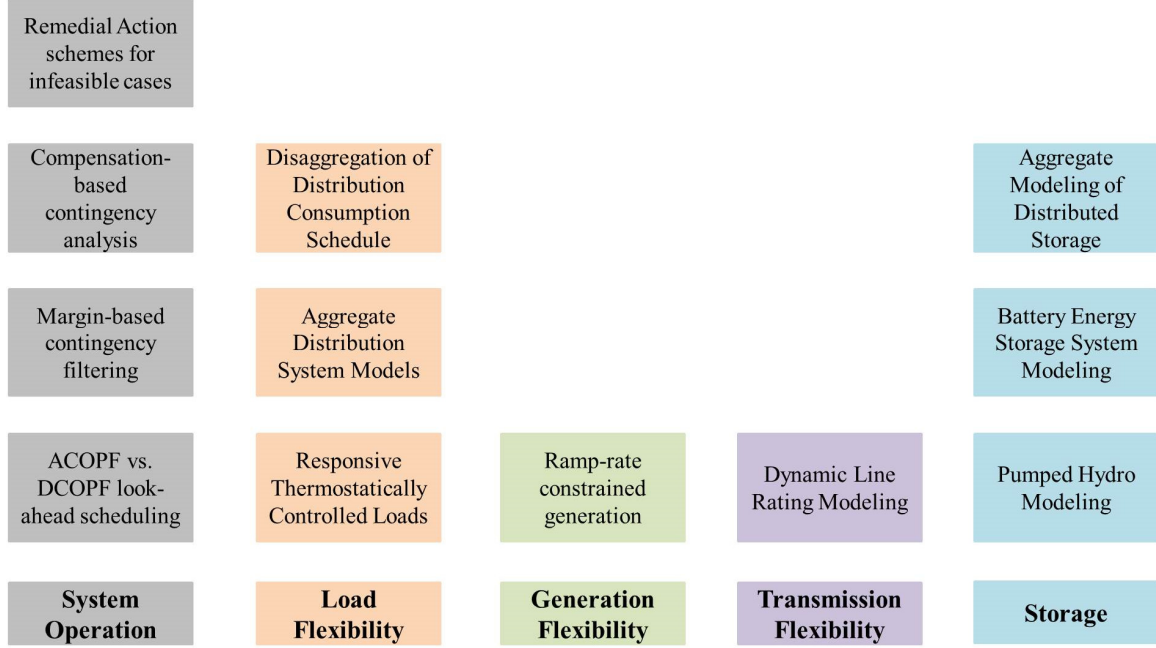 Remedial Action
schemes for
infeasible cases
Compensation-
based
contingency
analysis
Disaggregation of
Distribution
Consumption
Schedule
Aggregate
Modeling of
Distributed
Storage
Margin-based
contingency
filtering
Aggregate
Distribution
System Models
Battery Energy
Storage System
Modeling
ACOPF vs.
DCOPF look-
ahead scheduling
Responsive
Thermostatically
Controlled Loads
Ramp-rate
constrained
generation
Dynamic Line
Rating Modeling
Pumped Hydro
Modeling
System
Operation
Load
Flexibility
Generation
Flexibility
Transmission
Flexibility
Storage